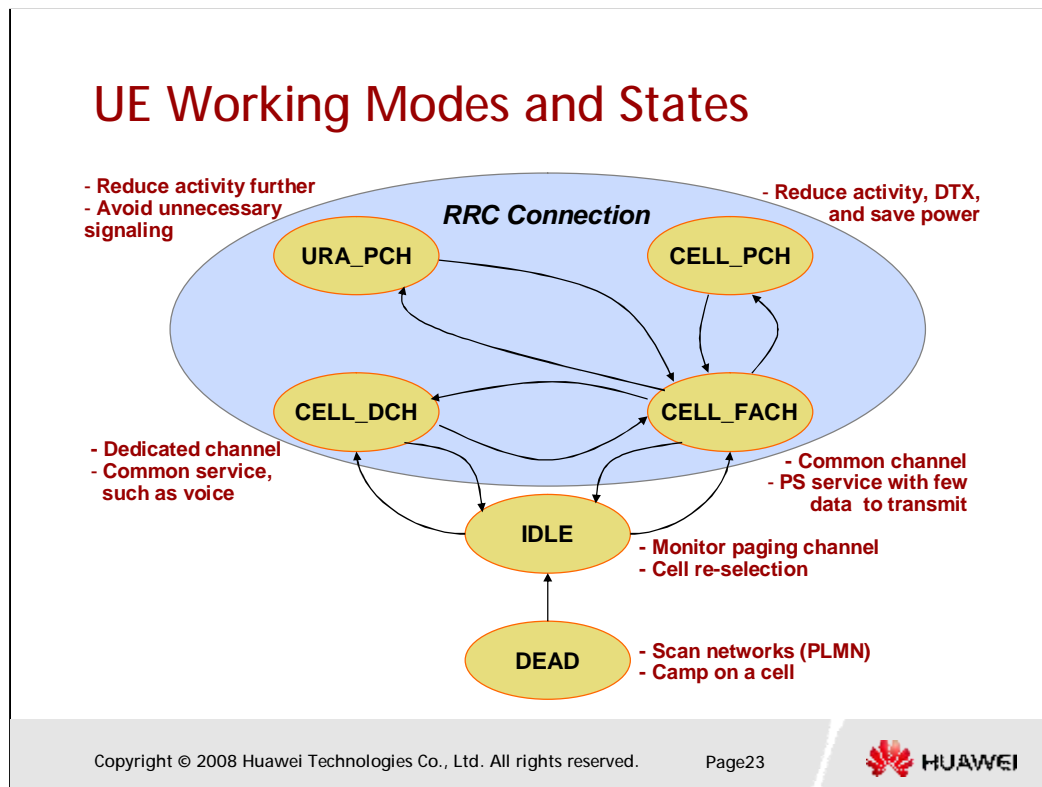 UE Working Modes and States
- Reduce activity further
- Avoid unnecessary
signaling
RRC Connection
- Reduce activity, DTX,
and save power
URA_PCH
CELL_PCH
CELL_DCH
CELL_FACH
- Dedicated channel
- Common service,
such as voice
- Common channel
- PS service with few
data to transmit
IDLE
- Monitor paging channel
- Cell re-selection
DEAD
- Scan networks (PLMN)
- Camp on a cell
Copyright © 2008 Huawei Technologies Co., Ltd. All rights reserved.
Page23
HUAWEI